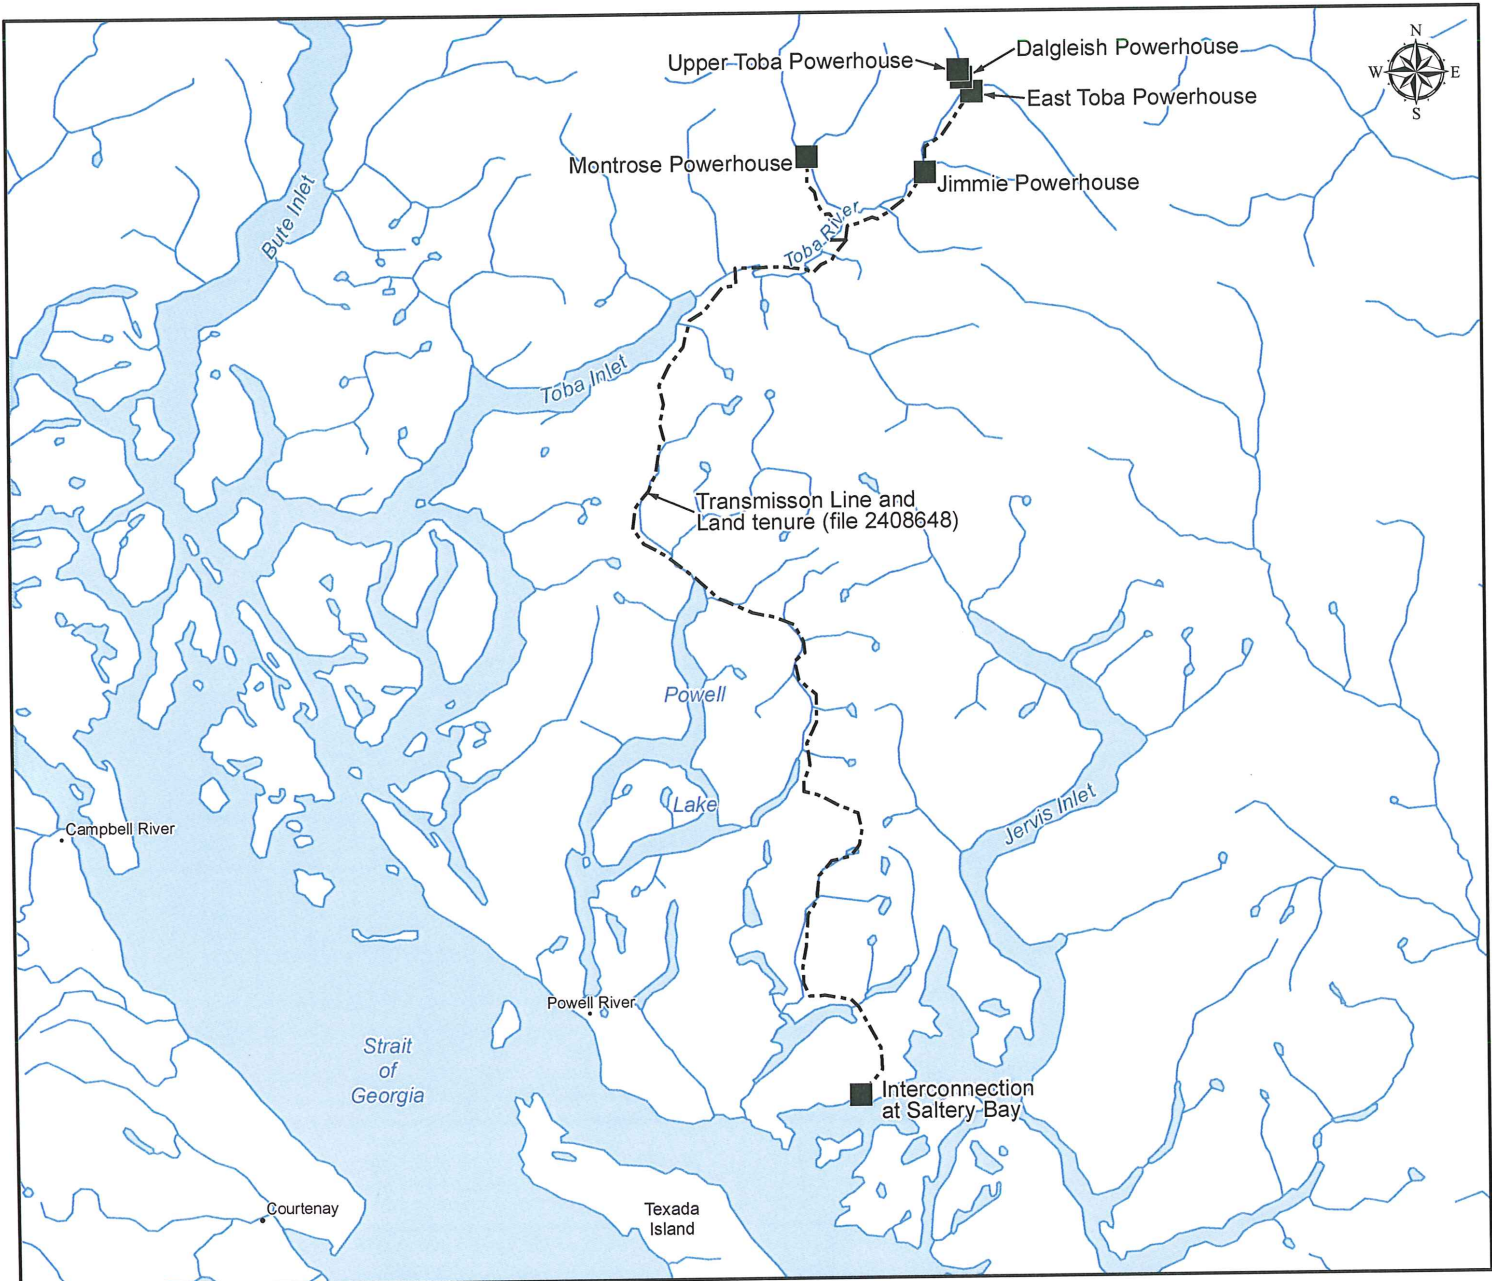 N
W E
S
Upper Toba Powerhouse
Dalgleish Powerhouse
East Toba Powerhouse
Montrose Powerhouse
Jimmie Powerhouse
Bute Inlet
Toba River
Toba Inlet
Transmisson Line and
Land tenure (file 2408648)
Powell
Lake
Jervis Inlet
Campbell River
Powell River
Strait
of
Georgia
Interconnection
at Saltery Bay
Courtenay
Texada
Island